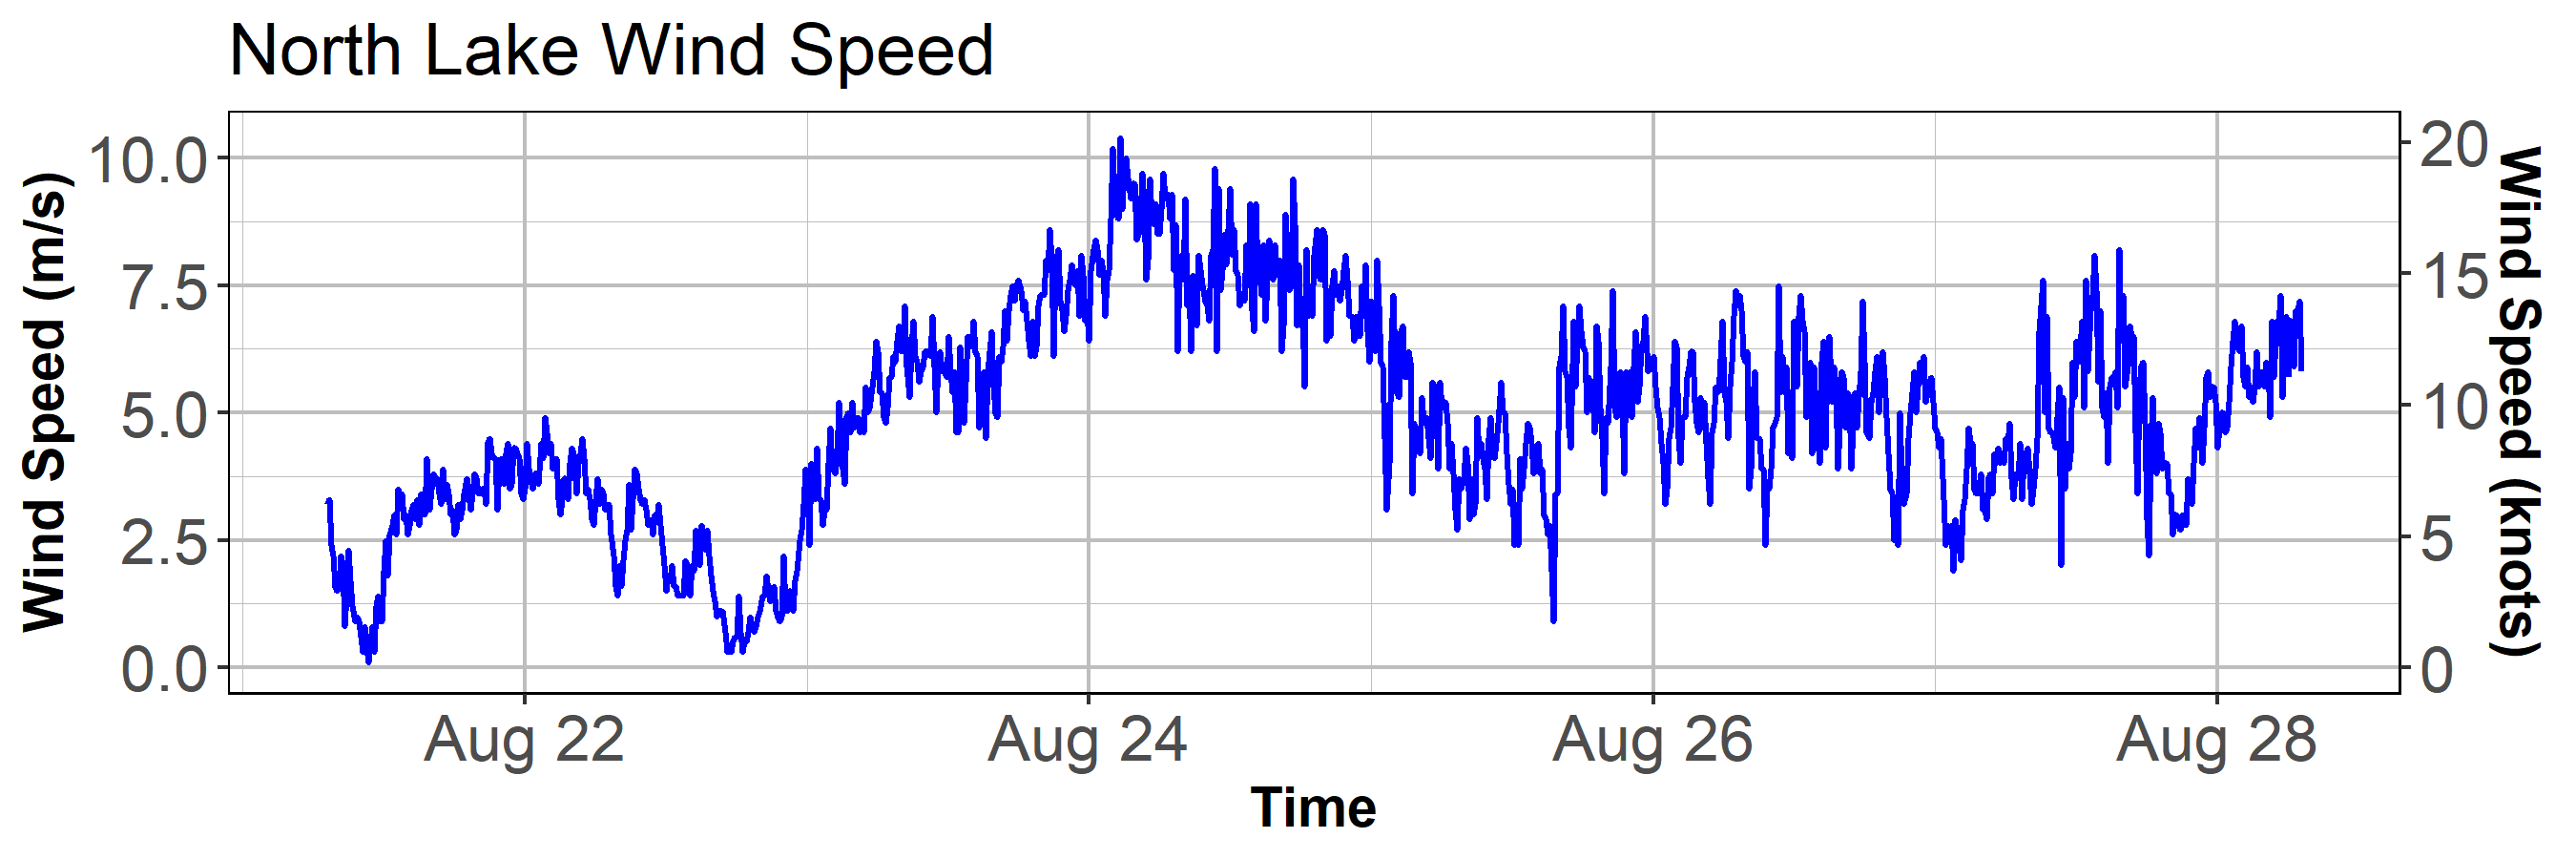 North Lake Wind Speed
Wind Speed (m/s)
10.0
7.5
5.0
2.5
0.0
20
15
10
5
0
Wind Speed (knots)
Aug 22 Aug 24 Aug 26 Aug 28
Time